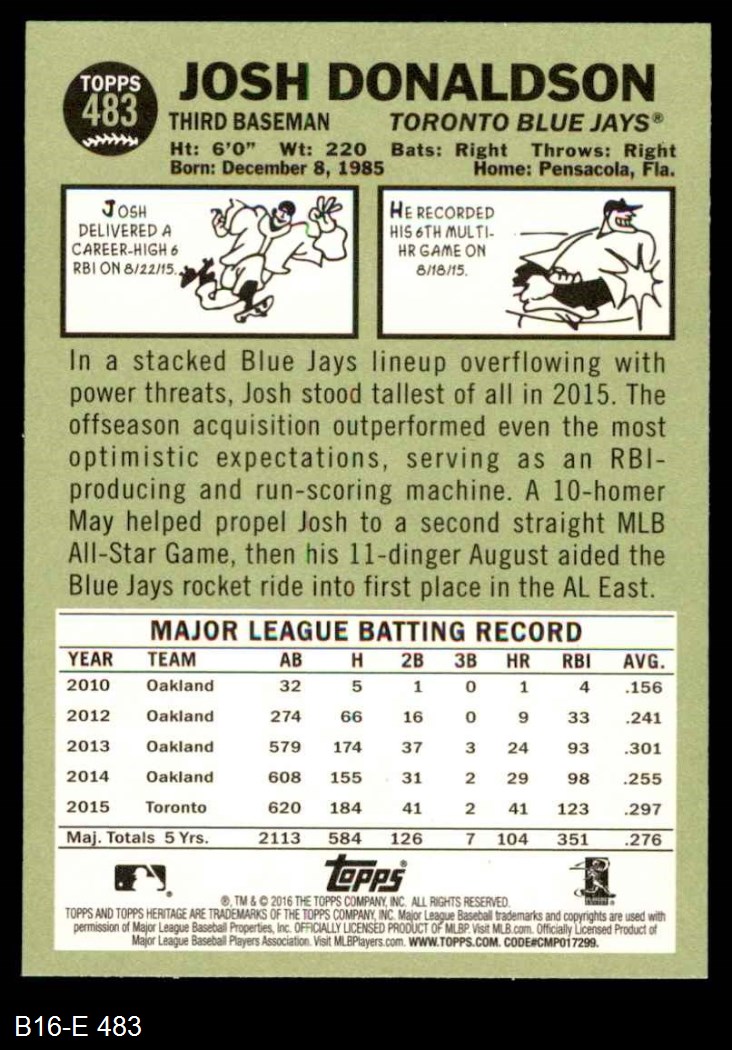 TOPPS
483
JOSH DONALDSON
THIRD BASEMAN TORONTO BLUE JAYS®
Ht: 6'0" Wt: 220 Bats: Right Throws: Right
Born: December 8, 1985 Home: Pensacola, Fla.
JOSH
DELIVERED A
CAREER-HIGH 6
RBI ON 8/22/15.
HE RECORDED
HIS 6TH MULTI-
HR GAME ON
8/18/15.
In a stacked Blue Jays lineup overflowing with
power threats, Josh stood tallest of all in 2015. The
offseason acquisition outperformed even the most
optimistic expectations, serving as an RBI-
producing and run-scoring machine. A 10-homer
May helped propel Josh to a second straight MLB
All-Star Game, then his 11-dinger August aided the
Blue Jays rocket ride into first place in the AL East.
MAJOR LEAGUE BATTING RECORD
YEAR TEAM AB H 2B 3B HR RBI AVG.
2010 Oakland 32 5 1 0 1 4 .156
2012 Oakland 274 66 16 0 9 33 .241
2013 Oakland 579 174 37 3 24 93 .301
2014 Oakland 608 155 31 2 29 98 .255
2015 Toronto 620 184 41 2 41 123 .297
Maj. Totals 5 Yrs. 2113 584 126 7 104 351 .276
Topps®
®, TM & © 2016 THE TOPPS COMPANY, INC. ALL RIGHTS RESERVED.
TOPPS AND TOPPS HERITAGE ARE TRADEMARKS OF THE TOPPS COMPANY, INC. Major League Baseball trademarks and copyrights are used with
permission of Major League Baseball Properties, Inc. OFFICIALLY LICENSED PRODUCT OF MLBP. Visit MLB.com. Officially Licensed Product of
Major League Baseball Players Association. Visit MLBPlayers.com. WWW.TOPPS.COM. CODE#CMP017299.
B16-E 483